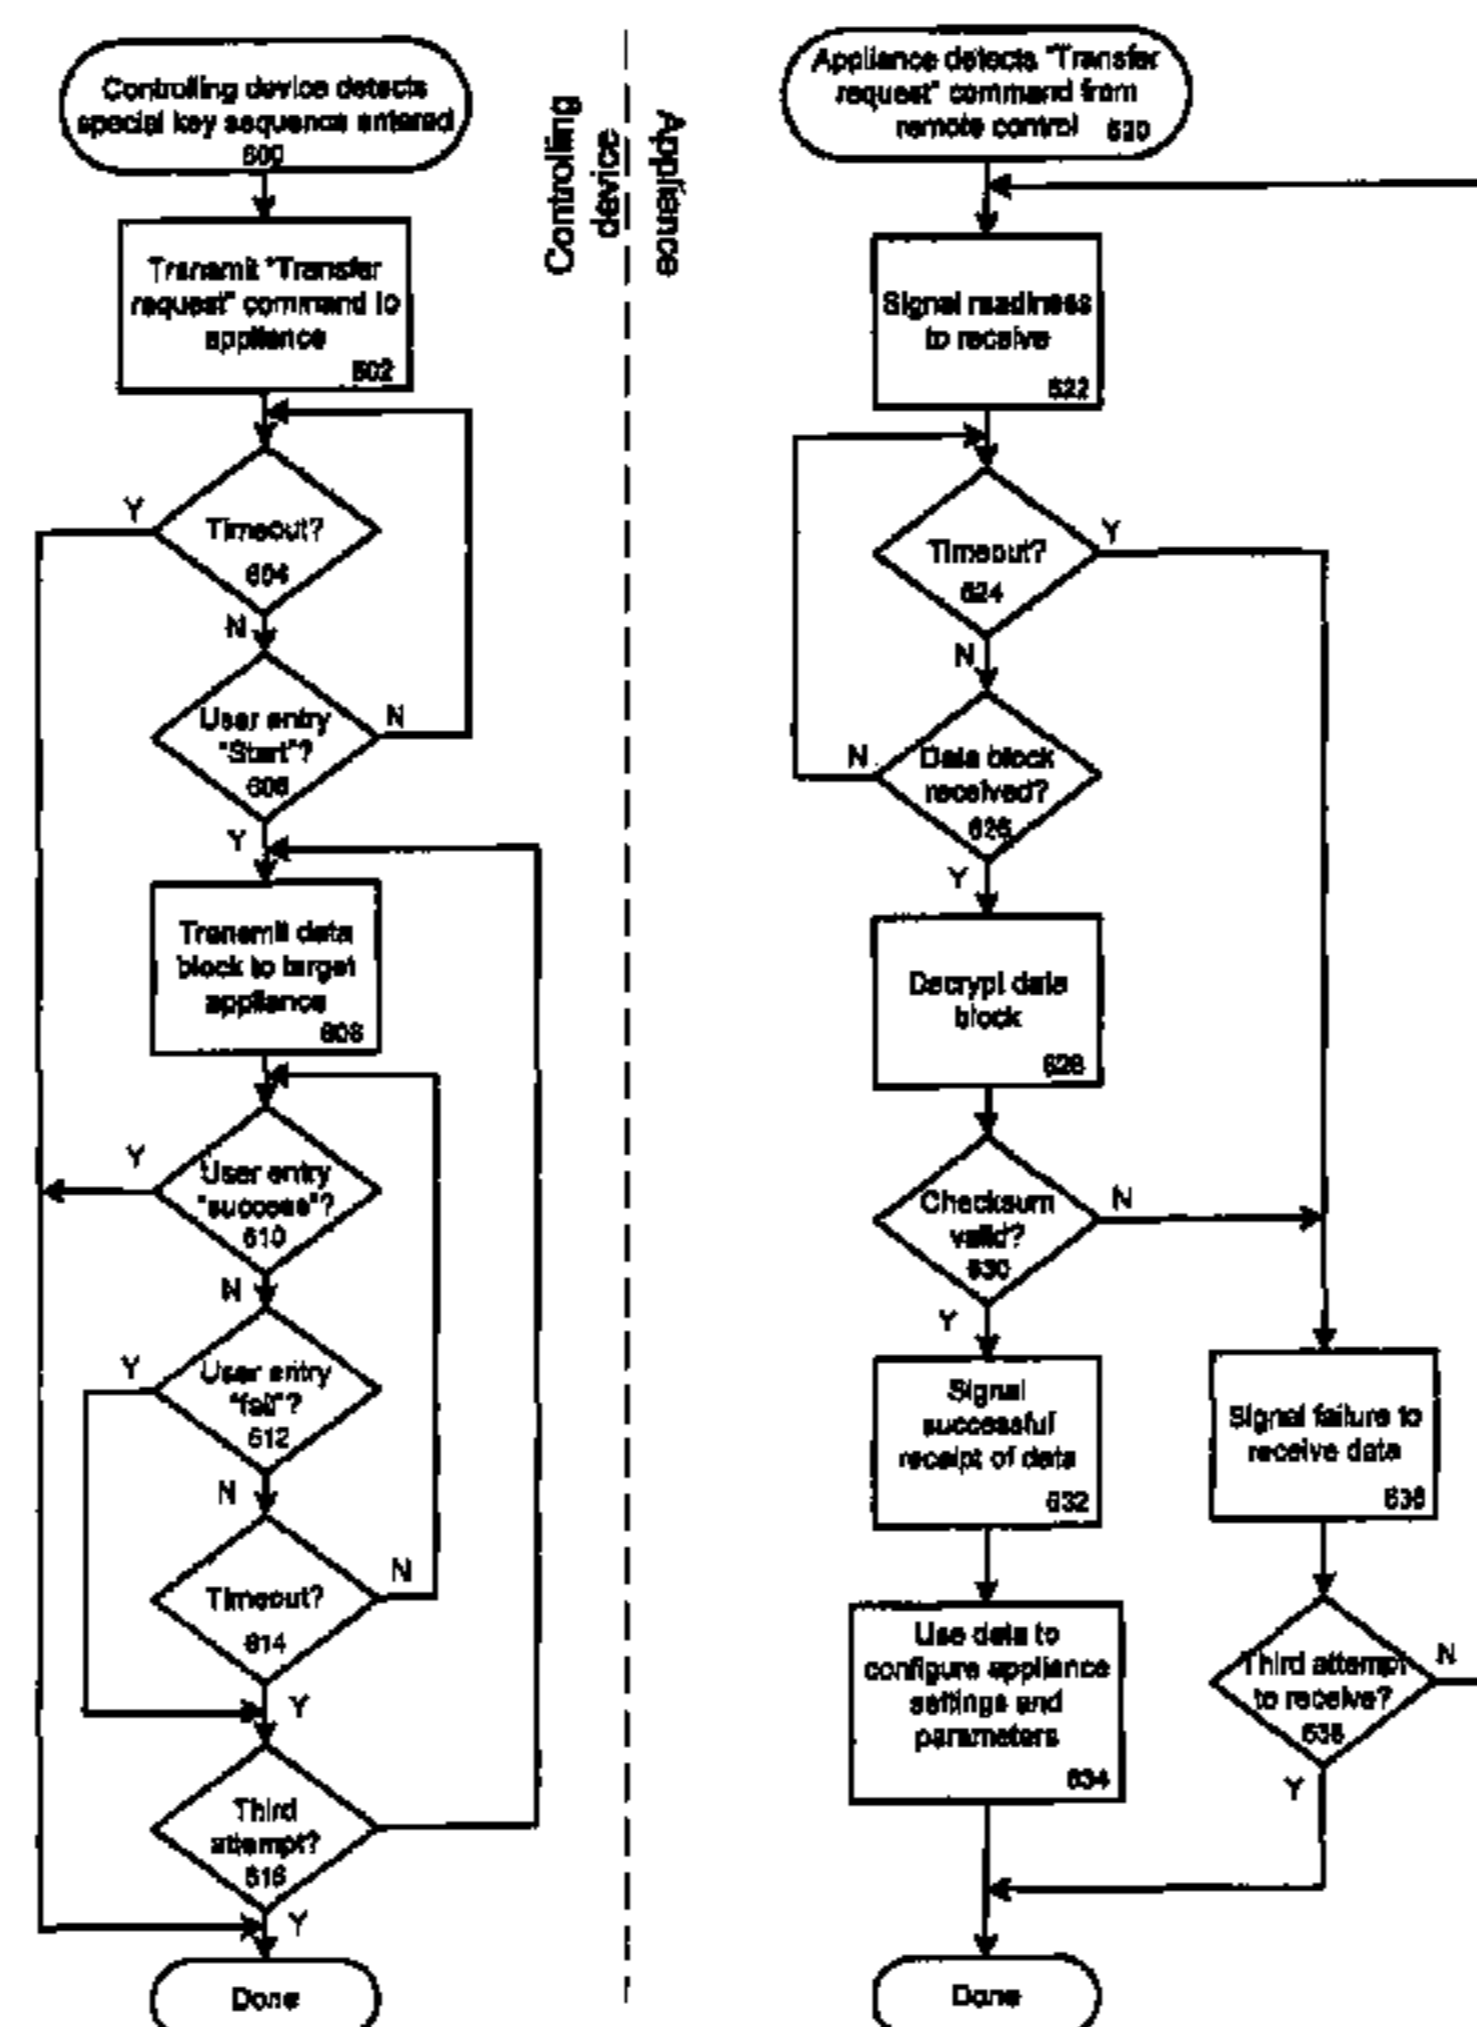 Controlling device detects
special key sequence entered
600
Transmit "Transfer
request" command to
appliance
602
Timeout?
604
Y
N
User entry
"Start"?
606
N
Y
Transmit data
block to target
appliance
608
User entry
"success"?
610
Y
N
User entry
"fail"?
612
Y
N
Timeout?
614
N
Y
Third
attempt?
616
Y
Done
Controlling
device
Appliance
Appliance detects "Transfer
request" command from
remote control 620
Signal readiness
to receive
622
Timeout?
624
Y
N
Data block
received?
626
N
Y
Decrypt data
block
628
Checksum
valid?
630
N
Y
Signal
successful
receipt of data
632
Signal failure to
receive data
636
Use data to
configure appliance
settings and
parameters
634
Third attempt
to receive?
638
N
Y
Done